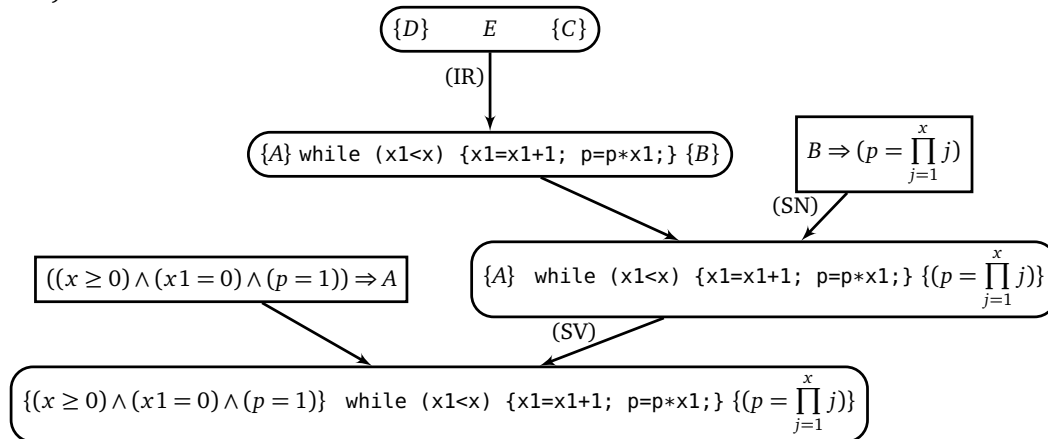 {D} E {C}
(IR)
{A} while (x1<x) {x1=x1+1; p=p*x1;} {B}
B ⇒ (p = ∏_{j=1}^{x} j)
(SN)
((x ≥ 0) ∧ (x1 = 0) ∧ (p = 1)) ⇒ A
{A} while (x1<x) {x1=x1+1; p=p*x1;} {(p = ∏_{j=1}^{x} j)}
(SV)
{(x ≥ 0) ∧ (x1 = 0) ∧ (p = 1)} while (x1<x) {x1=x1+1; p=p*x1;} {(p = ∏_{j=1}^{x} j)}